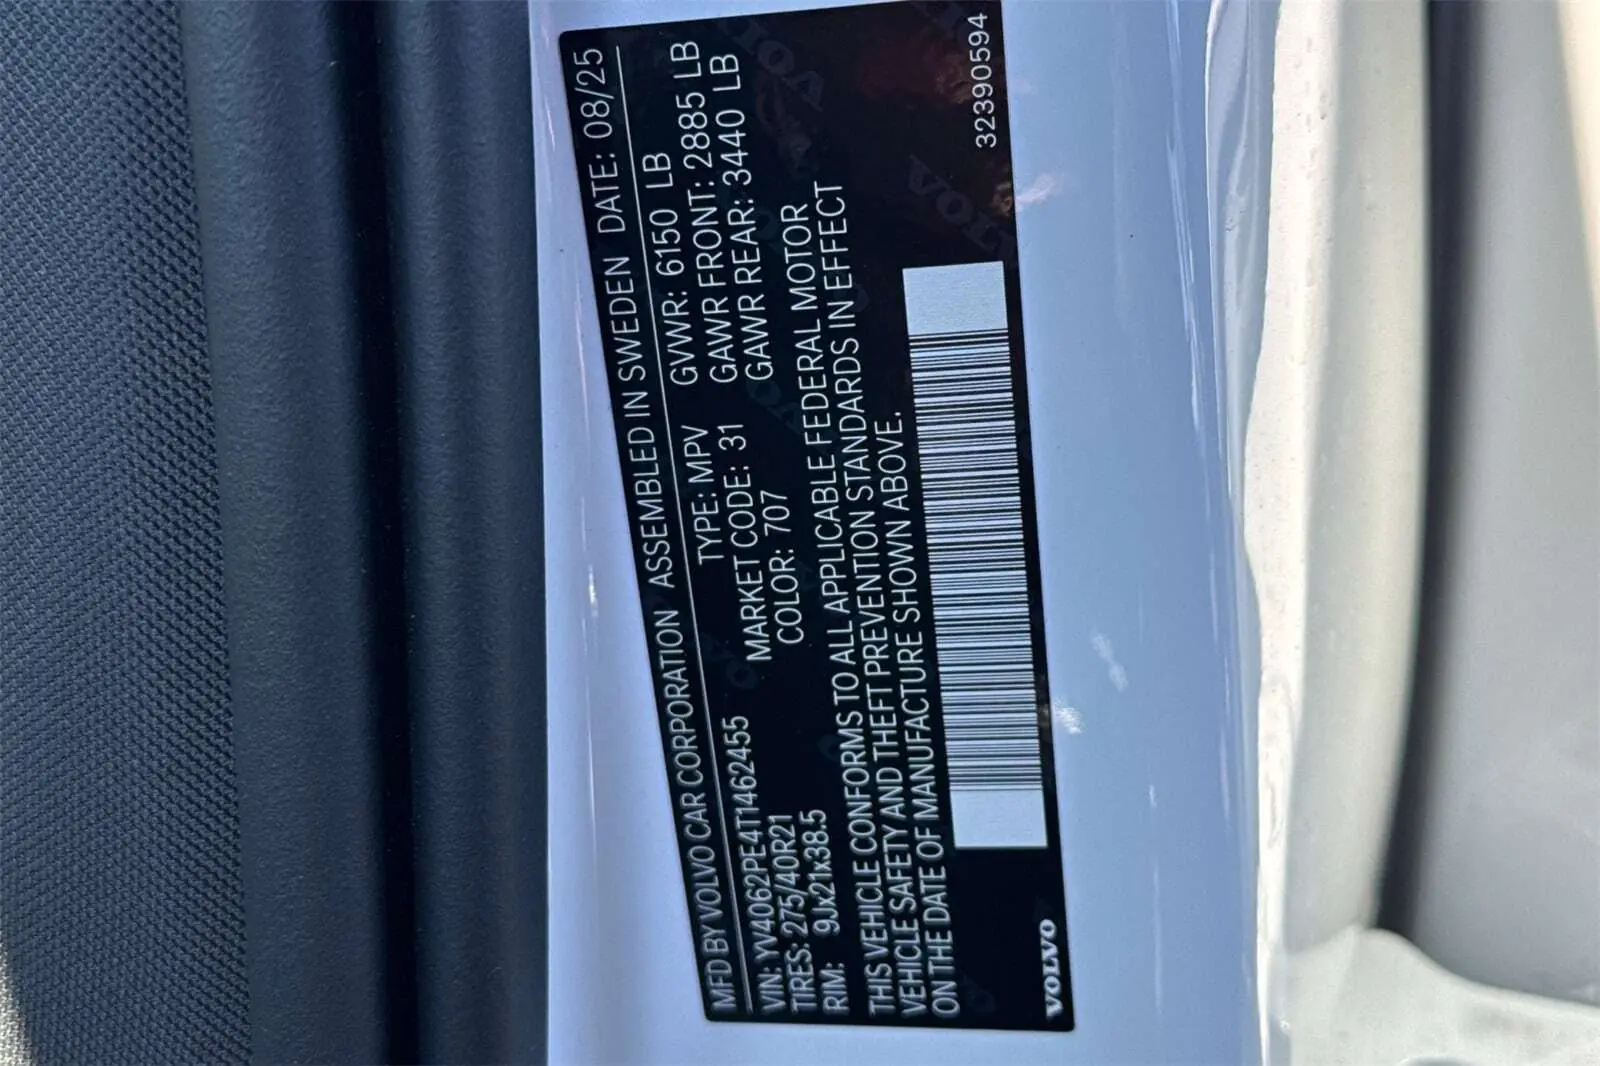 MFD BY VOLVO CAR CORPORATION ASSEMBLED IN SWEDEN DATE: 08/25
VIN: YV4062PE4T1462455 TYPE: MPV GVWR: 6150 LB
TIRES: 275/40R21 MARKET CODE: 31 GAWR FRONT: 2885 LB
RIM: 9Jx21x38.5 COLOR: 707 GAWR REAR: 3440 LB
THIS VEHICLE CONFORMS TO ALL APPLICABLE FEDERAL MOTOR
VEHICLE SAFETY AND THEFT PREVENTION STANDARDS IN EFFECT
ON THE DATE OF MANUFACTURE SHOWN ABOVE.
VOLVO 32390594